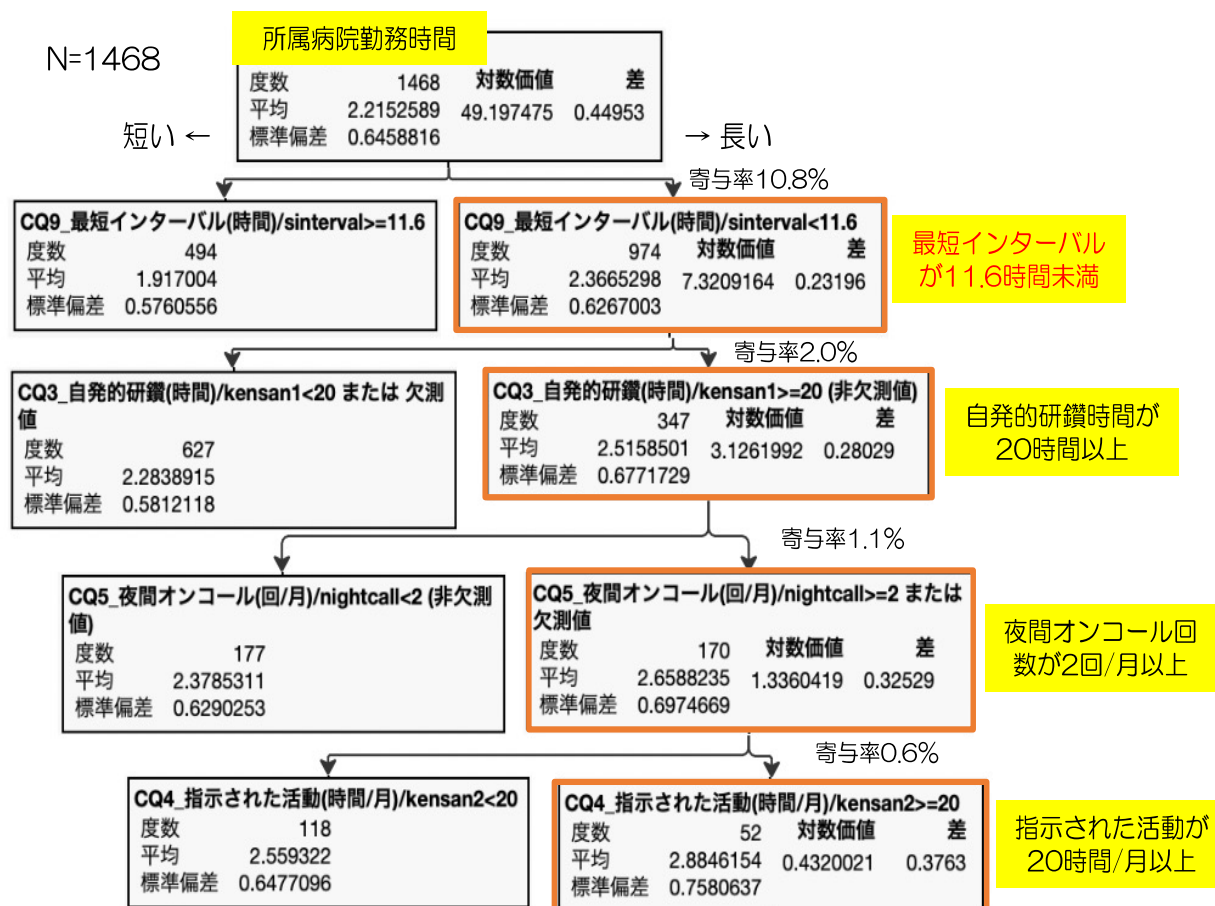 所属病院勤務時間
N=1468
度数 1468 対数価値 差
平均 2.2152589 49.197475 0.44953
標準偏差 0.6458816
短い ←
→ 長い
寄与率10.8%
CQ9_最短インターバル(時間)/sinterval>=11.6
度数 494
平均 1.917004
標準偏差 0.5760556
CQ9_最短インターバル(時間)/sinterval<11.6
度数 974 対数価値 差
平均 2.3665298 7.3209164 0.23196
標準偏差 0.6267003
最短インターバル
が11.6時間未満
寄与率2.0%
CQ3_自発的研鑽(時間)/kensan1<20 または 欠測
値
度数 627
平均 2.2838915
標準偏差 0.5812118
CQ3_自発的研鑽(時間)/kensan1>=20 (非欠測値)
度数 347 対数価値 差
平均 2.5158501 3.1261992 0.28029
標準偏差 0.6771729
自発的研鑽時間が
20時間以上
寄与率1.1%
CQ5_夜間オンコール(回/月)/nightcall<2 (非欠測
値)
度数 177
平均 2.3785311
標準偏差 0.6290253
CQ5_夜間オンコール(回/月)/nightcall>=2 または
欠測値
度数 170 対数価値 差
平均 2.6588235 1.3360419 0.32529
標準偏差 0.6974669
夜間オンコール回
数が2回/月以上
寄与率0.6%
CQ4_指示された活動(時間/月)/kensan2<20
度数 118
平均 2.559322
標準偏差 0.6477096
CQ4_指示された活動(時間/月)/kensan2>=20
度数 52 対数価値 差
平均 2.8846154 0.4320021 0.3763
標準偏差 0.7580637
指示された活動が
20時間/月以上